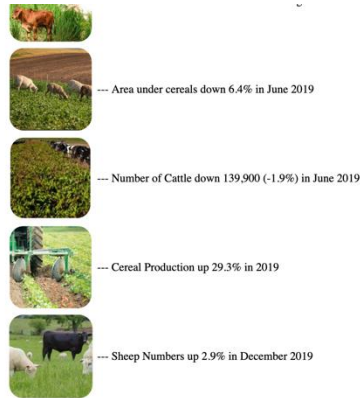 --- Area under cereals down 6.4% in June 2019
--- Number of Cattle down 139,900 (-1.9%) in June 2019
--- Cereal Production up 29.3% in 2019
--- Sheep Numbers up 2.9% in December 2019